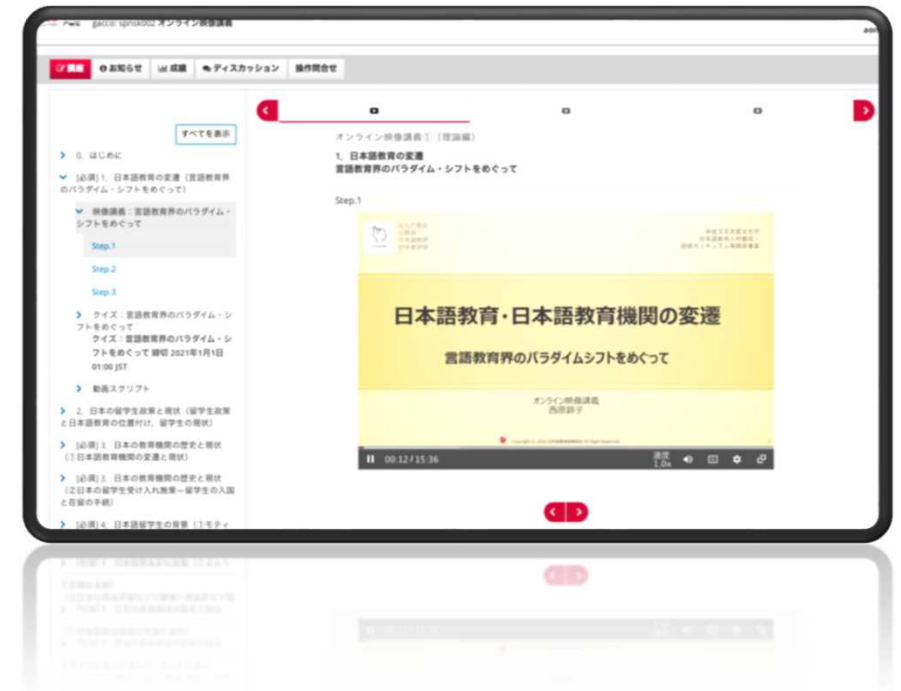 gacco: sprisk002 オンライン映像講義
講座
お知らせ
成績
ディスカッション
操作問合せ
すべてを表示
0. はじめに
[必須] 1. 日本語教育の変遷（言語教育界
のパラダイム・シフトをめぐって）
映像講義：言語教育界のパラダイム・
シフトをめぐって
Step.1
Step.2
Step.3
クイズ：言語教育界のパラダイム・シ
フトをめぐって
クイズ：言語教育界のパラダイム・シ
フトをめぐって 締切 2021年1月1日
01:00 JST
動画スクリプト
2. 日本の留学生政策と現状（留学生政策
と日本語教育の位置付け、留学生の現状）
[必須] 3. 日本の教育機関の歴史と現状
（①日本語教育機関の変遷と現状）
[必須] 3. 日本の教育機関の歴史と現状
（②日本の留学生受け入れ施策－留学生の入国
と在留の手続）
[必須] 4. 日本語留学生の背景（①モティ
オンライン映像講義①（理論編）
1. 日本語教育の変遷
言語教育界のパラダイム・シフトをめぐって
Step.1
日本語教育・日本語教育機関の変遷
言語教育界のパラダイムシフトをめぐって
オンライン映像講義
西原鈴子
00:12 / 15:36
速度
1.0x